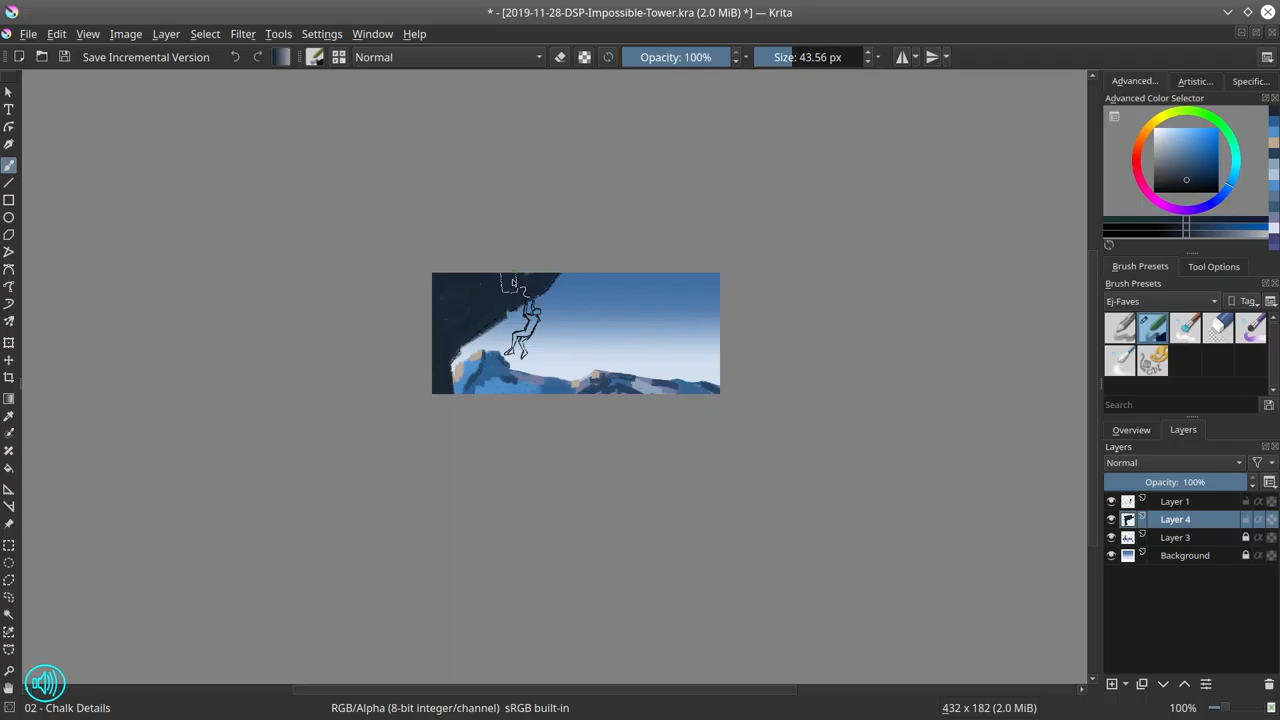 * - [2019-11-28-DSP-Impossible-Tower.kra (2.0 MiB) *] — Krita
File Edit View Image Layer Select Filter Tools Settings Window Help
Save Incremental Version Normal Opacity: 100% Size: 43.56 px
Advanced... Artistic... Specific...
Advanced Color Selector
Brush Presets Tool Options
Brush Presets
Ej-Faves Tag
Search
Overview Layers
Layers
Normal
Opacity: 100%
Layer 1
Layer 4
Layer 3
Background
02 - Chalk Details RGB/Alpha (8-bit integer/channel) sRGB built-in 432 x 182 (2.0 MiB) 100%